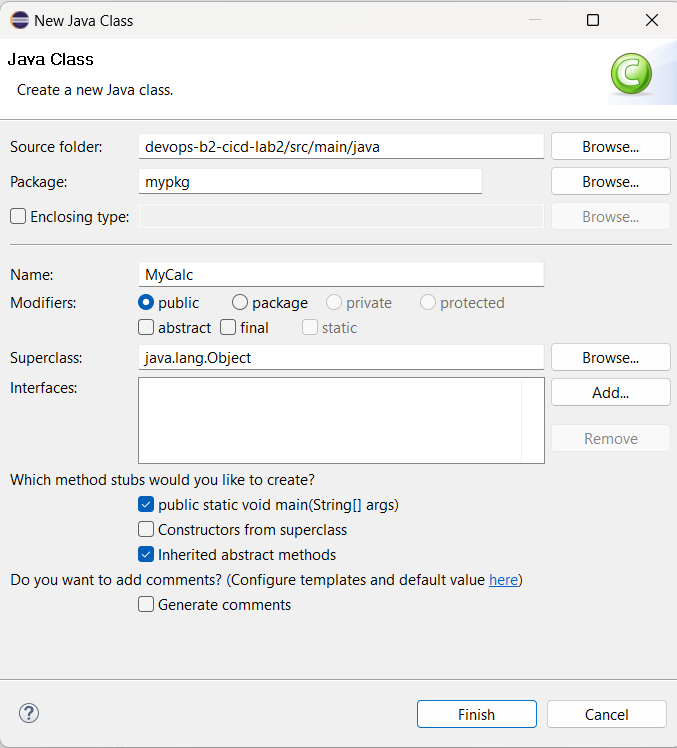 New Java Class
Java Class
Create a new Java class.
Source folder: devops-b2-cicd-lab2/src/main/java Browse...
Package: mypkg Browse...
Enclosing type: Browse...
Name: MyCalc
Modifiers: public package private protected
abstract final static
Superclass: java.lang.Object Browse...
Interfaces: Add...
Remove
Which method stubs would you like to create?
public static void main(String[] args)
Constructors from superclass
Inherited abstract methods
Do you want to add comments? (Configure templates and default value here)
Generate comments
? Finish Cancel